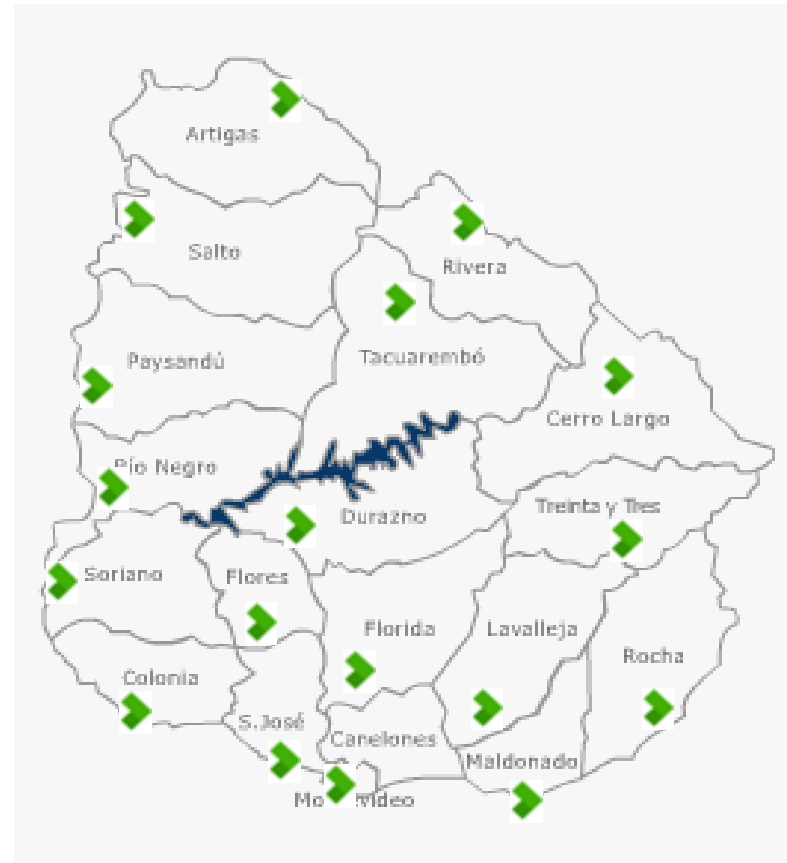 Artigas
Salto
Rivera
Paysandú
Tacuarembó
Cerro Largo
Río Negro
Durazno
Treinta y Tres
Soriano
Flores
Florida
Lavalleja
Rocha
Colonia
S.José
Canelones
Maldonado